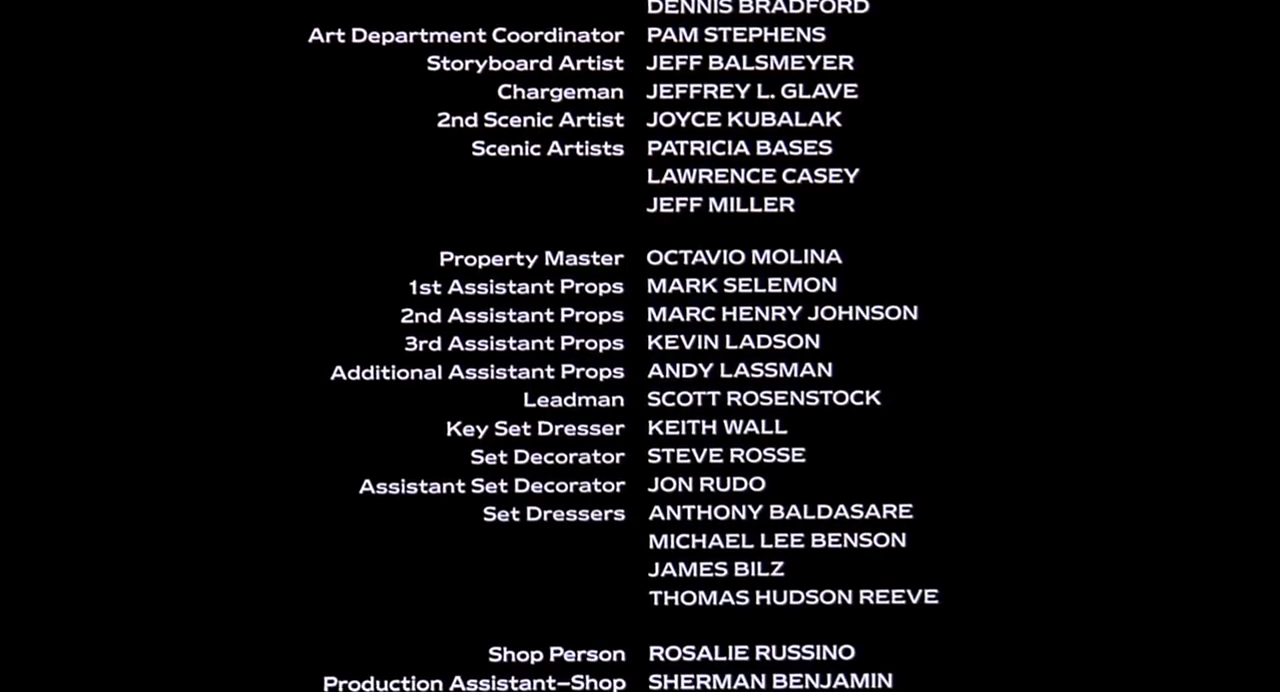 DENNIS BRADFORD
Art Department Coordinator PAM STEPHENS
Storyboard Artist JEFF BALSMEYER
Chargeman JEFFREY L. GLAVE
2nd Scenic Artist JOYCE KUBALAK
Scenic Artists PATRICIA BASES
LAWRENCE CASEY
JEFF MILLER
Property Master OCTAVIO MOLINA
1st Assistant Props MARK SELEMON
2nd Assistant Props MARC HENRY JOHNSON
3rd Assistant Props KEVIN LADSON
Additional Assistant Props ANDY LASSMAN
Leadman SCOTT ROSENSTOCK
Key Set Dresser KEITH WALL
Set Decorator STEVE ROSSE
Assistant Set Decorator JON RUDO
Set Dressers ANTHONY BALDASARE
MICHAEL LEE BENSON
JAMES BILZ
THOMAS HUDSON REEVE
Shop Person ROSALIE RUSSINO
Production Assistant–Shop SHERMAN BENJAMIN